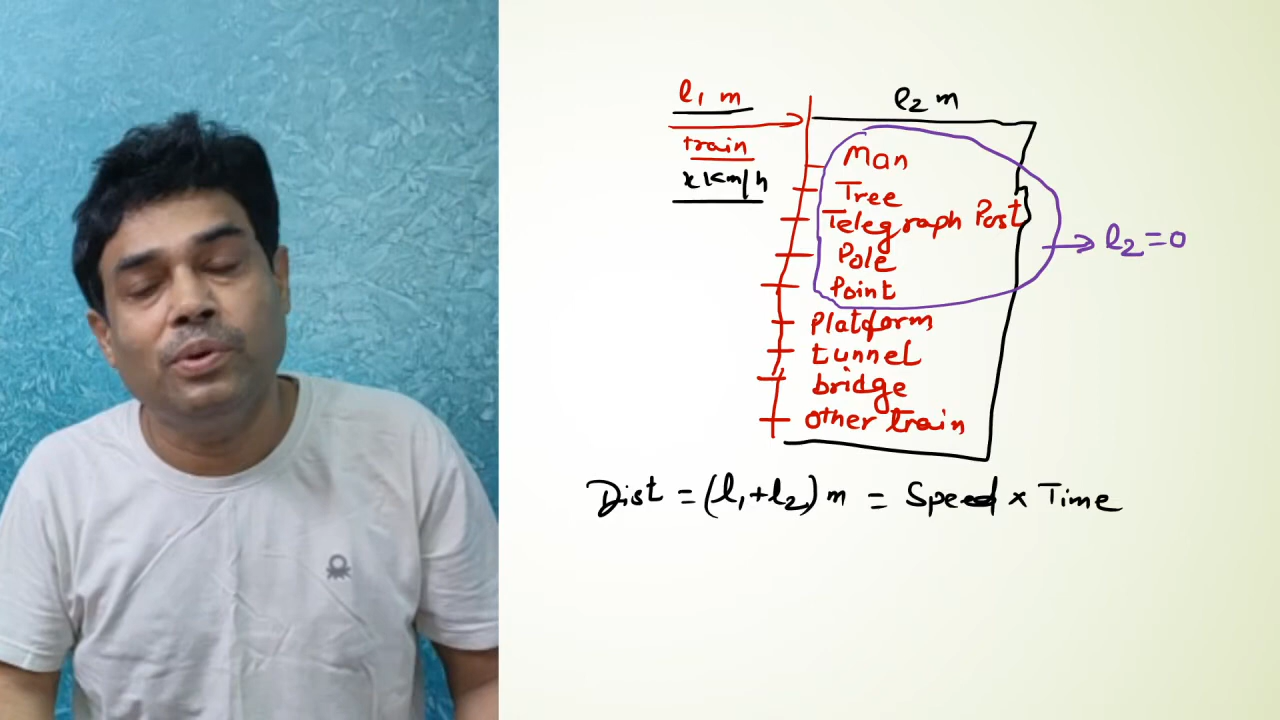 l₁ m
l₂ m
train
x Km/h
Man
Tree
Telegraph Post
Pole
Point
l₂ = 0
Platform
tunnel
bridge
other train
Dist = (l₁+l₂) m = Speed × Time